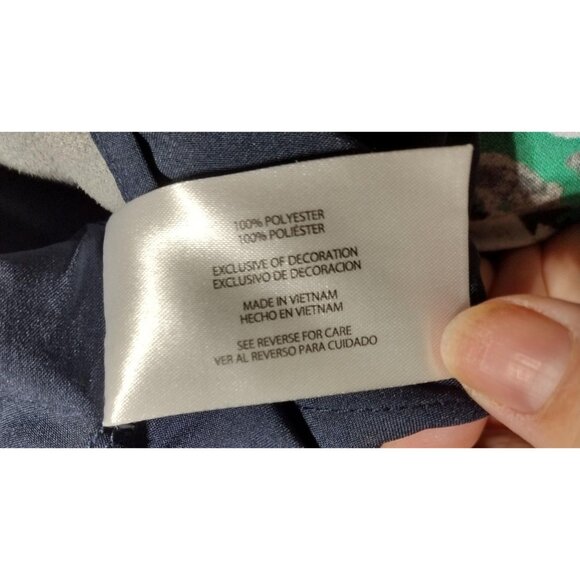 100% POLYESTER
100% POLIÉSTER
EXCLUSIVE OF DECORATION
EXCLUSIVO DE DECORACION
MADE IN VIETNAM
HECHO EN VIETNAM
SEE REVERSE FOR CARE
VER AL REVERSO PARA CUIDADO